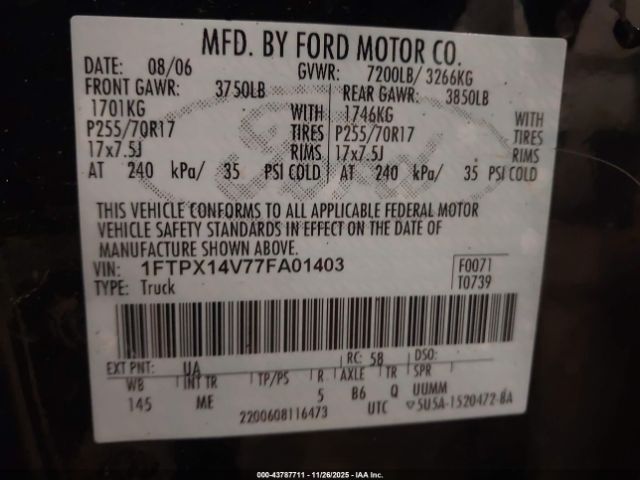 MFD. BY FORD MOTOR CO.
DATE: 08/06 GVWR: 7200LB/ 3266KG
FRONT GAWR: 3750LB REAR GAWR: 3850LB
1701KG WITH 1746KG WITH
P255/70R17 TIRES P255/70R17 TIRES
17x7.5J RIMS 17x7.5J RIMS
AT 240 kPa/ 35 PSI COLD AT 240 kPa/ 35 PSI COLD
THIS VEHICLE CONFORMS TO ALL APPLICABLE FEDERAL MOTOR
VEHICLE SAFETY STANDARDS IN EFFECT ON THE DATE OF
MANUFACTURE SHOWN ABOVE.
VIN: 1FTPX14V77FA01403 F0071
TYPE: Truck T0739
EXT PNT: UA RC: 58 DSO:
WB INT TR TP/PS R AXLE TR SPR
145 ME 5 B6 Q UUMM
2200608116473 UTC 5U5A-1520472-BA
000-43787711 - 11/26/2025 - IAA Inc.